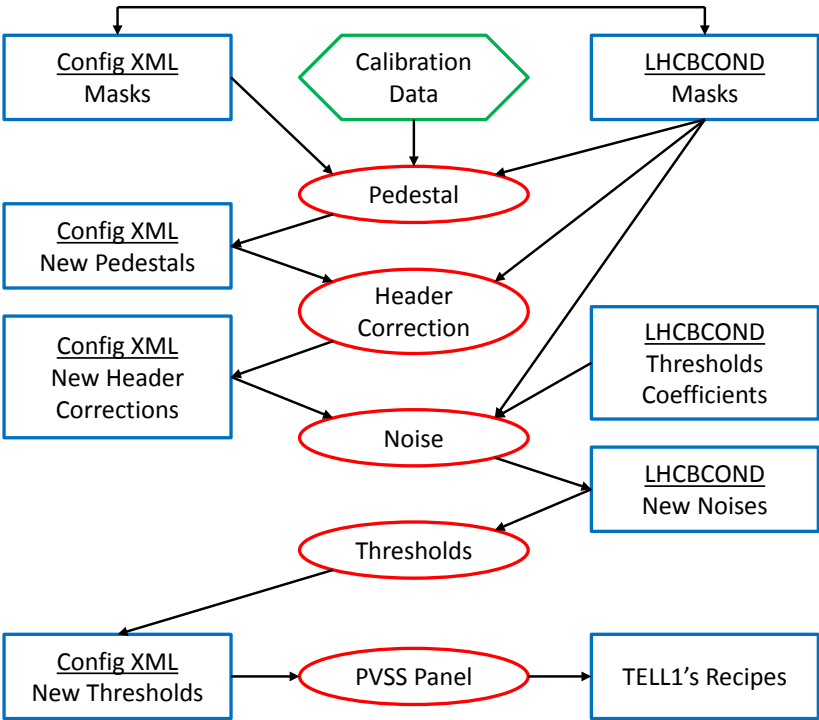 Config XML
Masks
Calibration
Data
LHCBCOND
Masks
Pedestal
Config XML
New Pedestals
Header
Correction
Config XML
New Header
Corrections
LHCBCOND
Thresholds
Coefficients
Noise
LHCBCOND
New Noises
Thresholds
Config XML
New Thresholds
PVSS Panel
TELL1’s Recipes